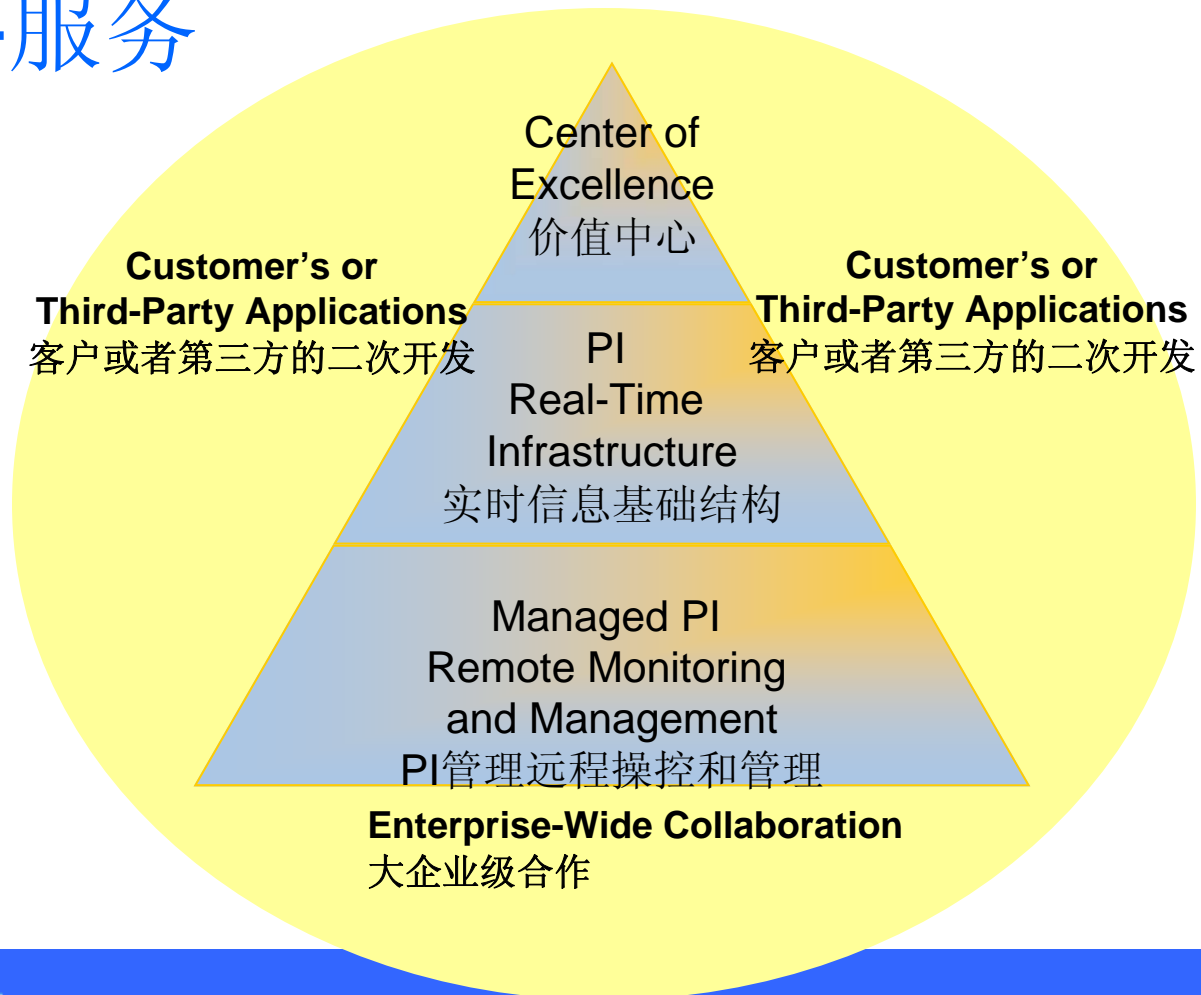 服务
Center of
Excellence
价值中心
Customer's or
Third-Party Applications
客户或者第三方的二次开发
PI
Real-Time
Infrastructure
实时信息基础结构
Customer's or
Third-Party Applications
客户或者第三方的二次开发
Managed PI
Remote Monitoring
and Management
PI管理远程操控和管理
Enterprise-Wide Collaboration
大企业级合作